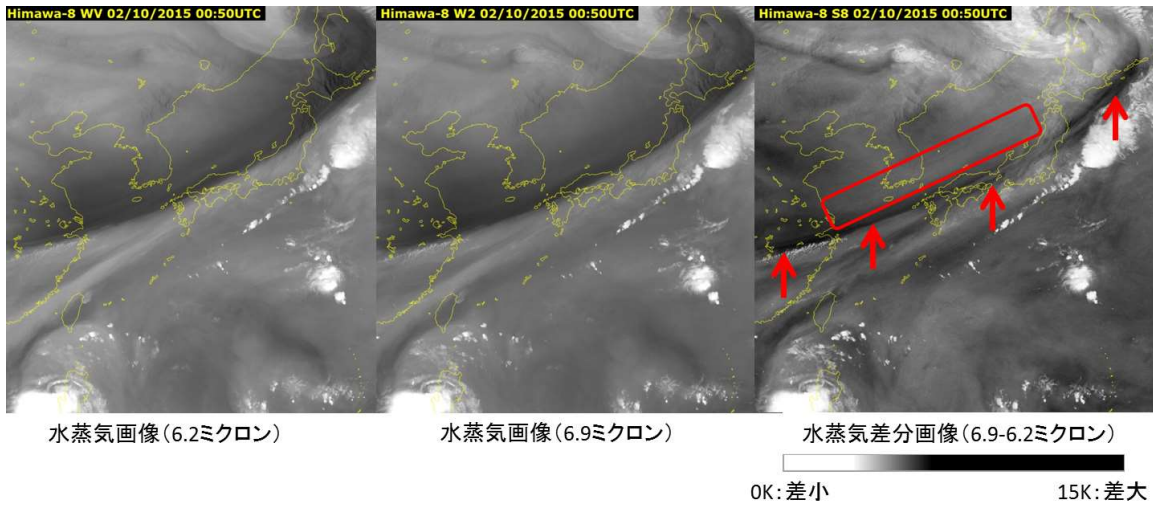 Himawa-8 WV 02/10/2015 00:50UTC
Himawa-8 W2 02/10/2015 00:50UTC
Himawa-8 S8 02/10/2015 00:50UTC
水蒸気画像(6.2ミクロン)
水蒸気画像(6.9ミクロン)
水蒸気差分画像(6.9-6.2ミクロン)
0K:差小
15K:差大